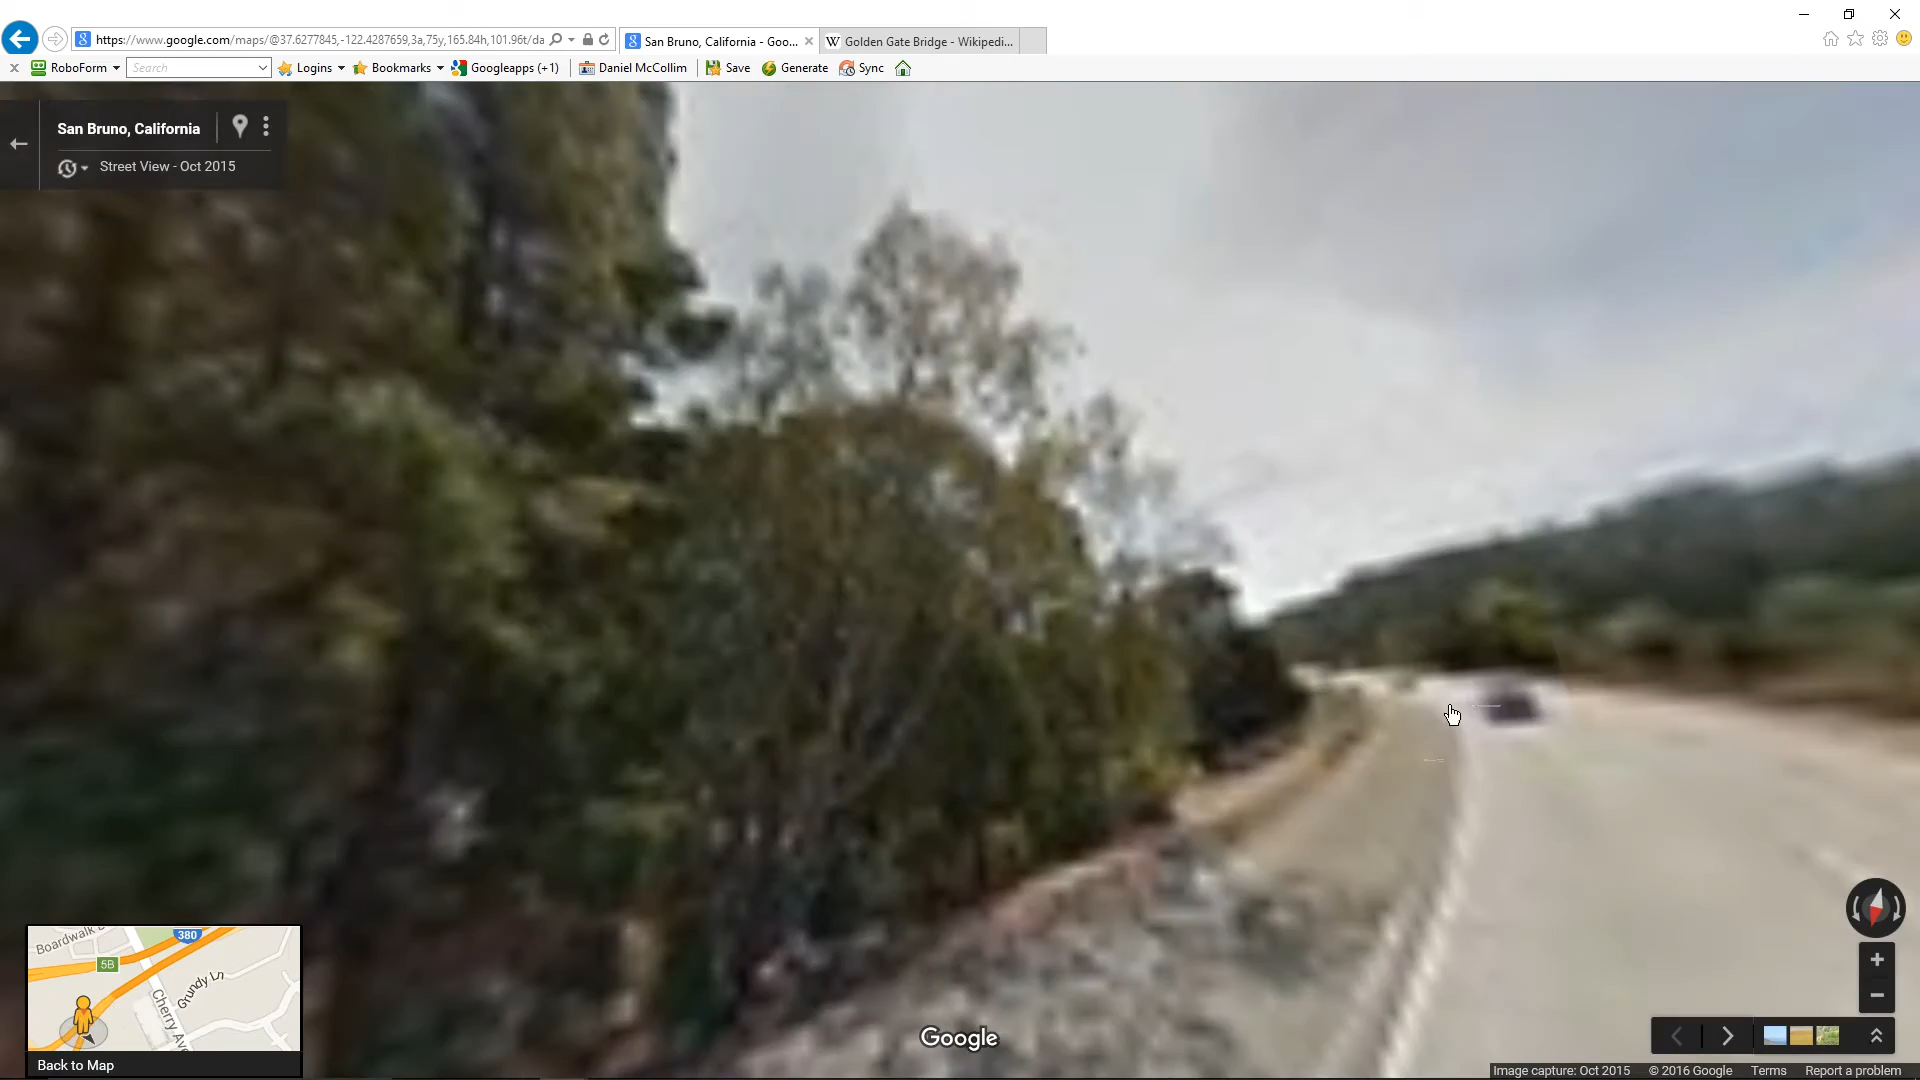 https://www.google.com/maps/@37.6277845,-122.4287659,3a,75y,165.84h,101.96t/da
San Bruno, California - Goo...
W Golden Gate Bridge - Wikipedi...
x RoboForm Search Logins Bookmarks Googleapps (+1) Daniel McCollim Save Generate Sync
San Bruno, California
Street View - Oct 2015
380
5B
Grundy Ln
Cherry Ave
Back to Map
Google
Image capture: Oct 2015 © 2016 Google Terms Report a problem